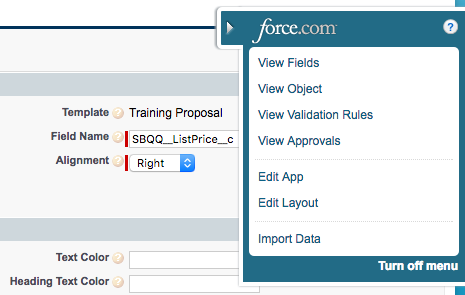 force.com
?
View Fields
View Object
View Validation Rules
View Approvals
Edit App
Edit Layout
Import Data
Turn off menu
Template ? Training Proposal
Field Name ? SBQQ__ListPrice__c
Alignment ? Right
Text Color ?
Heading Text Color ?